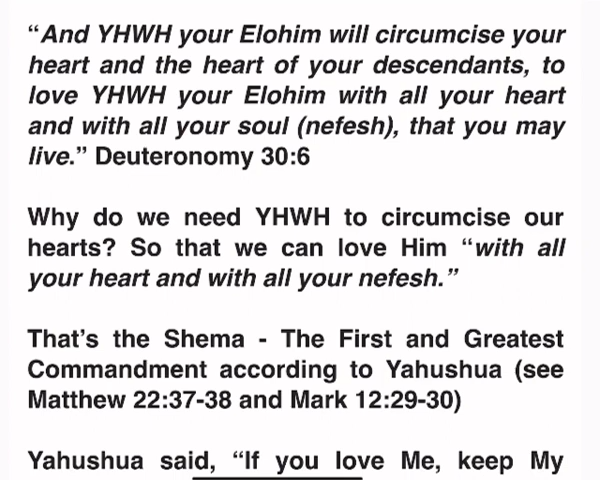 “And YHWH your Elohim will circumcise your
heart and the heart of your descendants, to
love YHWH your Elohim with all your heart
and with all your soul (nefesh), that you may
live.” Deuteronomy 30:6
Why do we need YHWH to circumcise our
hearts? So that we can love Him “with all
your heart and with all your nefesh.”
That’s the Shema - The First and Greatest
Commandment according to Yahushua (see
Matthew 22:37-38 and Mark 12:29-30)
Yahushua said, “If you love Me, keep My